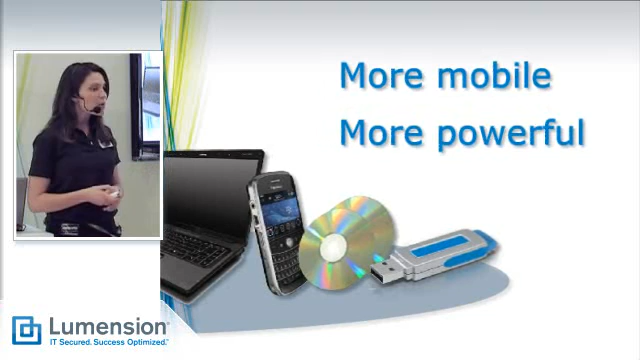 More mobile
More powerful
Lumension
IT Secured. Success Optimized.